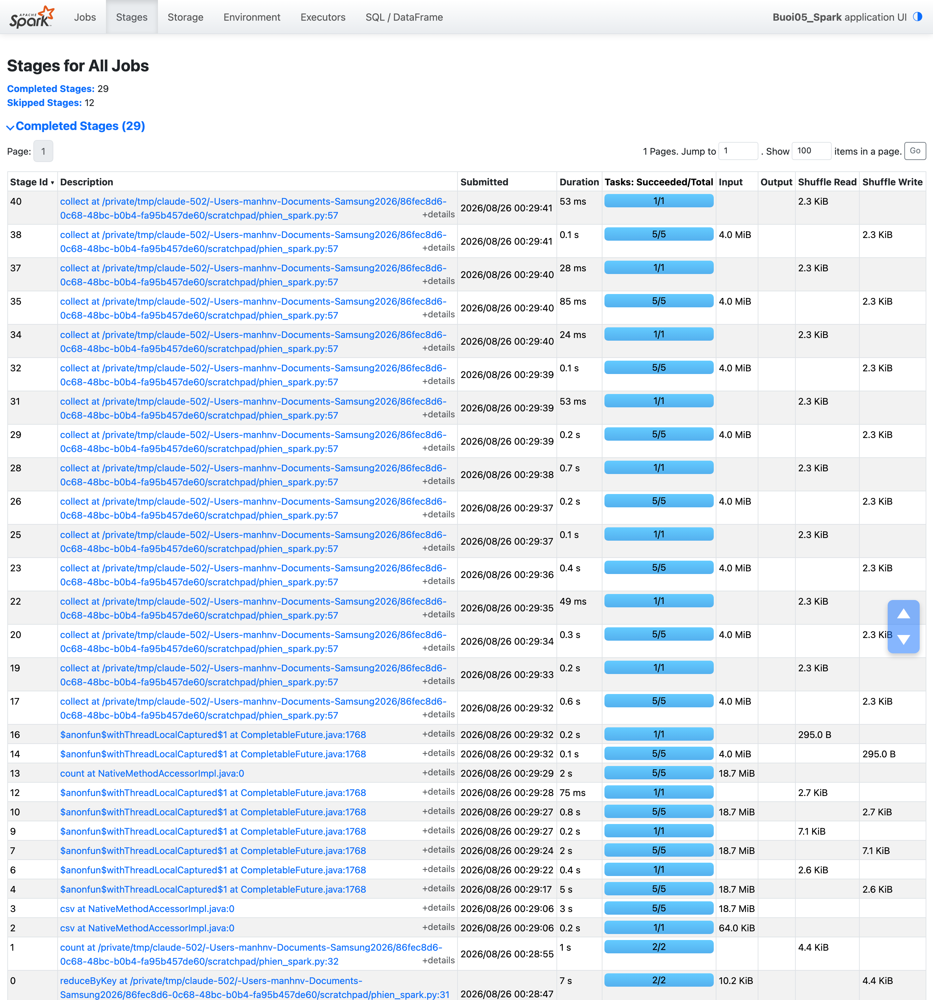 APACHE Spark Jobs Stages Storage Environment Executors SQL / DataFrame Buoi05_Spark application UI
Stages for All Jobs
Completed Stages: 29
Skipped Stages: 12
Completed Stages (29)
Page: 1 1 Pages. Jump to 1 . Show 100 items in a page. Go
Stage Id ▾ Description Submitted Duration Tasks: Succeeded/Total Input Output Shuffle Read Shuffle Write
40 collect at /private/tmp/claude-502/-Users-manhnv-Documents-Samsung2026/86fec8d6-
0c68-48bc-b0b4-fa95b457de60/scratchpad/phien_spark.py:57 +details 2026/08/26 00:29:41 53 ms 1/1 2.3 KiB
38 collect at /private/tmp/claude-502/-Users-manhnv-Documents-Samsung2026/86fec8d6-
0c68-48bc-b0b4-fa95b457de60/scratchpad/phien_spark.py:57 +details 2026/08/26 00:29:41 0.1 s 5/5 4.0 MiB 2.3 KiB
37 collect at /private/tmp/claude-502/-Users-manhnv-Documents-Samsung2026/86fec8d6-
0c68-48bc-b0b4-fa95b457de60/scratchpad/phien_spark.py:57 +details 2026/08/26 00:29:40 28 ms 1/1 2.3 KiB
35 collect at /private/tmp/claude-502/-Users-manhnv-Documents-Samsung2026/86fec8d6-
0c68-48bc-b0b4-fa95b457de60/scratchpad/phien_spark.py:57 +details 2026/08/26 00:29:40 85 ms 5/5 4.0 MiB 2.3 KiB
34 collect at /private/tmp/claude-502/-Users-manhnv-Documents-Samsung2026/86fec8d6-
0c68-48bc-b0b4-fa95b457de60/scratchpad/phien_spark.py:57 +details 2026/08/26 00:29:40 24 ms 1/1 2.3 KiB
32 collect at /private/tmp/claude-502/-Users-manhnv-Documents-Samsung2026/86fec8d6-
0c68-48bc-b0b4-fa95b457de60/scratchpad/phien_spark.py:57 +details 2026/08/26 00:29:39 0.1 s 5/5 4.0 MiB 2.3 KiB
31 collect at /private/tmp/claude-502/-Users-manhnv-Documents-Samsung2026/86fec8d6-
0c68-48bc-b0b4-fa95b457de60/scratchpad/phien_spark.py:57 +details 2026/08/26 00:29:39 53 ms 1/1 2.3 KiB
29 collect at /private/tmp/claude-502/-Users-manhnv-Documents-Samsung2026/86fec8d6-
0c68-48bc-b0b4-fa95b457de60/scratchpad/phien_spark.py:57 +details 2026/08/26 00:29:39 0.2 s 5/5 4.0 MiB 2.3 KiB
28 collect at /private/tmp/claude-502/-Users-manhnv-Documents-Samsung2026/86fec8d6-
0c68-48bc-b0b4-fa95b457de60/scratchpad/phien_spark.py:57 +details 2026/08/26 00:29:38 0.7 s 1/1 2.3 KiB
26 collect at /private/tmp/claude-502/-Users-manhnv-Documents-Samsung2026/86fec8d6-
0c68-48bc-b0b4-fa95b457de60/scratchpad/phien_spark.py:57 +details 2026/08/26 00:29:37 0.2 s 5/5 4.0 MiB 2.3 KiB
25 collect at /private/tmp/claude-502/-Users-manhnv-Documents-Samsung2026/86fec8d6-
0c68-48bc-b0b4-fa95b457de60/scratchpad/phien_spark.py:57 +details 2026/08/26 00:29:37 0.1 s 1/1 2.3 KiB
23 collect at /private/tmp/claude-502/-Users-manhnv-Documents-Samsung2026/86fec8d6-
0c68-48bc-b0b4-fa95b457de60/scratchpad/phien_spark.py:57 +details 2026/08/26 00:29:36 0.4 s 5/5 4.0 MiB 2.3 KiB
22 collect at /private/tmp/claude-502/-Users-manhnv-Documents-Samsung2026/86fec8d6-
0c68-48bc-b0b4-fa95b457de60/scratchpad/phien_spark.py:57 +details 2026/08/26 00:29:35 49 ms 1/1 2.3 KiB
20 collect at /private/tmp/claude-502/-Users-manhnv-Documents-Samsung2026/86fec8d6-
0c68-48bc-b0b4-fa95b457de60/scratchpad/phien_spark.py:57 +details 2026/08/26 00:29:34 0.3 s 5/5 4.0 MiB 2.3 KiB
19 collect at /private/tmp/claude-502/-Users-manhnv-Documents-Samsung2026/86fec8d6-
0c68-48bc-b0b4-fa95b457de60/scratchpad/phien_spark.py:57 +details 2026/08/26 00:29:33 0.2 s 1/1 2.3 KiB
17 collect at /private/tmp/claude-502/-Users-manhnv-Documents-Samsung2026/86fec8d6-
0c68-48bc-b0b4-fa95b457de60/scratchpad/phien_spark.py:57 +details 2026/08/26 00:29:32 0.6 s 5/5 4.0 MiB 2.3 KiB
16 $anonfun$withThreadLocalCaptured$1 at CompletableFuture.java:1768 +details 2026/08/26 00:29:32 0.2 s 1/1 295.0 B
14 $anonfun$withThreadLocalCaptured$1 at CompletableFuture.java:1768 +details 2026/08/26 00:29:32 0.1 s 5/5 4.0 MiB 295.0 B
13 count at NativeMethodAccessorImpl.java:0 +details 2026/08/26 00:29:29 2 s 5/5 18.7 MiB
12 $anonfun$withThreadLocalCaptured$1 at CompletableFuture.java:1768 +details 2026/08/26 00:29:28 75 ms 1/1 2.7 KiB
10 $anonfun$withThreadLocalCaptured$1 at CompletableFuture.java:1768 +details 2026/08/26 00:29:27 0.8 s 5/5 18.7 MiB 2.7 KiB
9 $anonfun$withThreadLocalCaptured$1 at CompletableFuture.java:1768 +details 2026/08/26 00:29:27 0.2 s 1/1 7.1 KiB
7 $anonfun$withThreadLocalCaptured$1 at CompletableFuture.java:1768 +details 2026/08/26 00:29:24 2 s 5/5 18.7 MiB 7.1 KiB
6 $anonfun$withThreadLocalCaptured$1 at CompletableFuture.java:1768 +details 2026/08/26 00:29:22 0.4 s 1/1 2.6 KiB
4 $anonfun$withThreadLocalCaptured$1 at CompletableFuture.java:1768 +details 2026/08/26 00:29:17 5 s 5/5 18.7 MiB 2.6 KiB
3 csv at NativeMethodAccessorImpl.java:0 +details 2026/08/26 00:29:06 3 s 5/5 18.7 MiB
2 csv at NativeMethodAccessorImpl.java:0 +details 2026/08/26 00:29:06 0.2 s 1/1 64.0 KiB
1 count at /private/tmp/claude-502/-Users-manhnv-Documents-Samsung2026/86fec8d6-
0c68-48bc-b0b4-fa95b457de60/scratchpad/phien_spark.py:32 +details 2026/08/26 00:28:55 1 s 2/2 4.4 KiB
0 reduceByKey at /private/tmp/claude-502/-Users-manhnv-Documents-
Samsung2026/86fec8d6-0c68-48bc-b0b4-fa95b457de60/scratchpad/phien_spark.py:31 2026/08/26 00:28:47 7 s 2/2 10.2 KiB 4.4 KiB